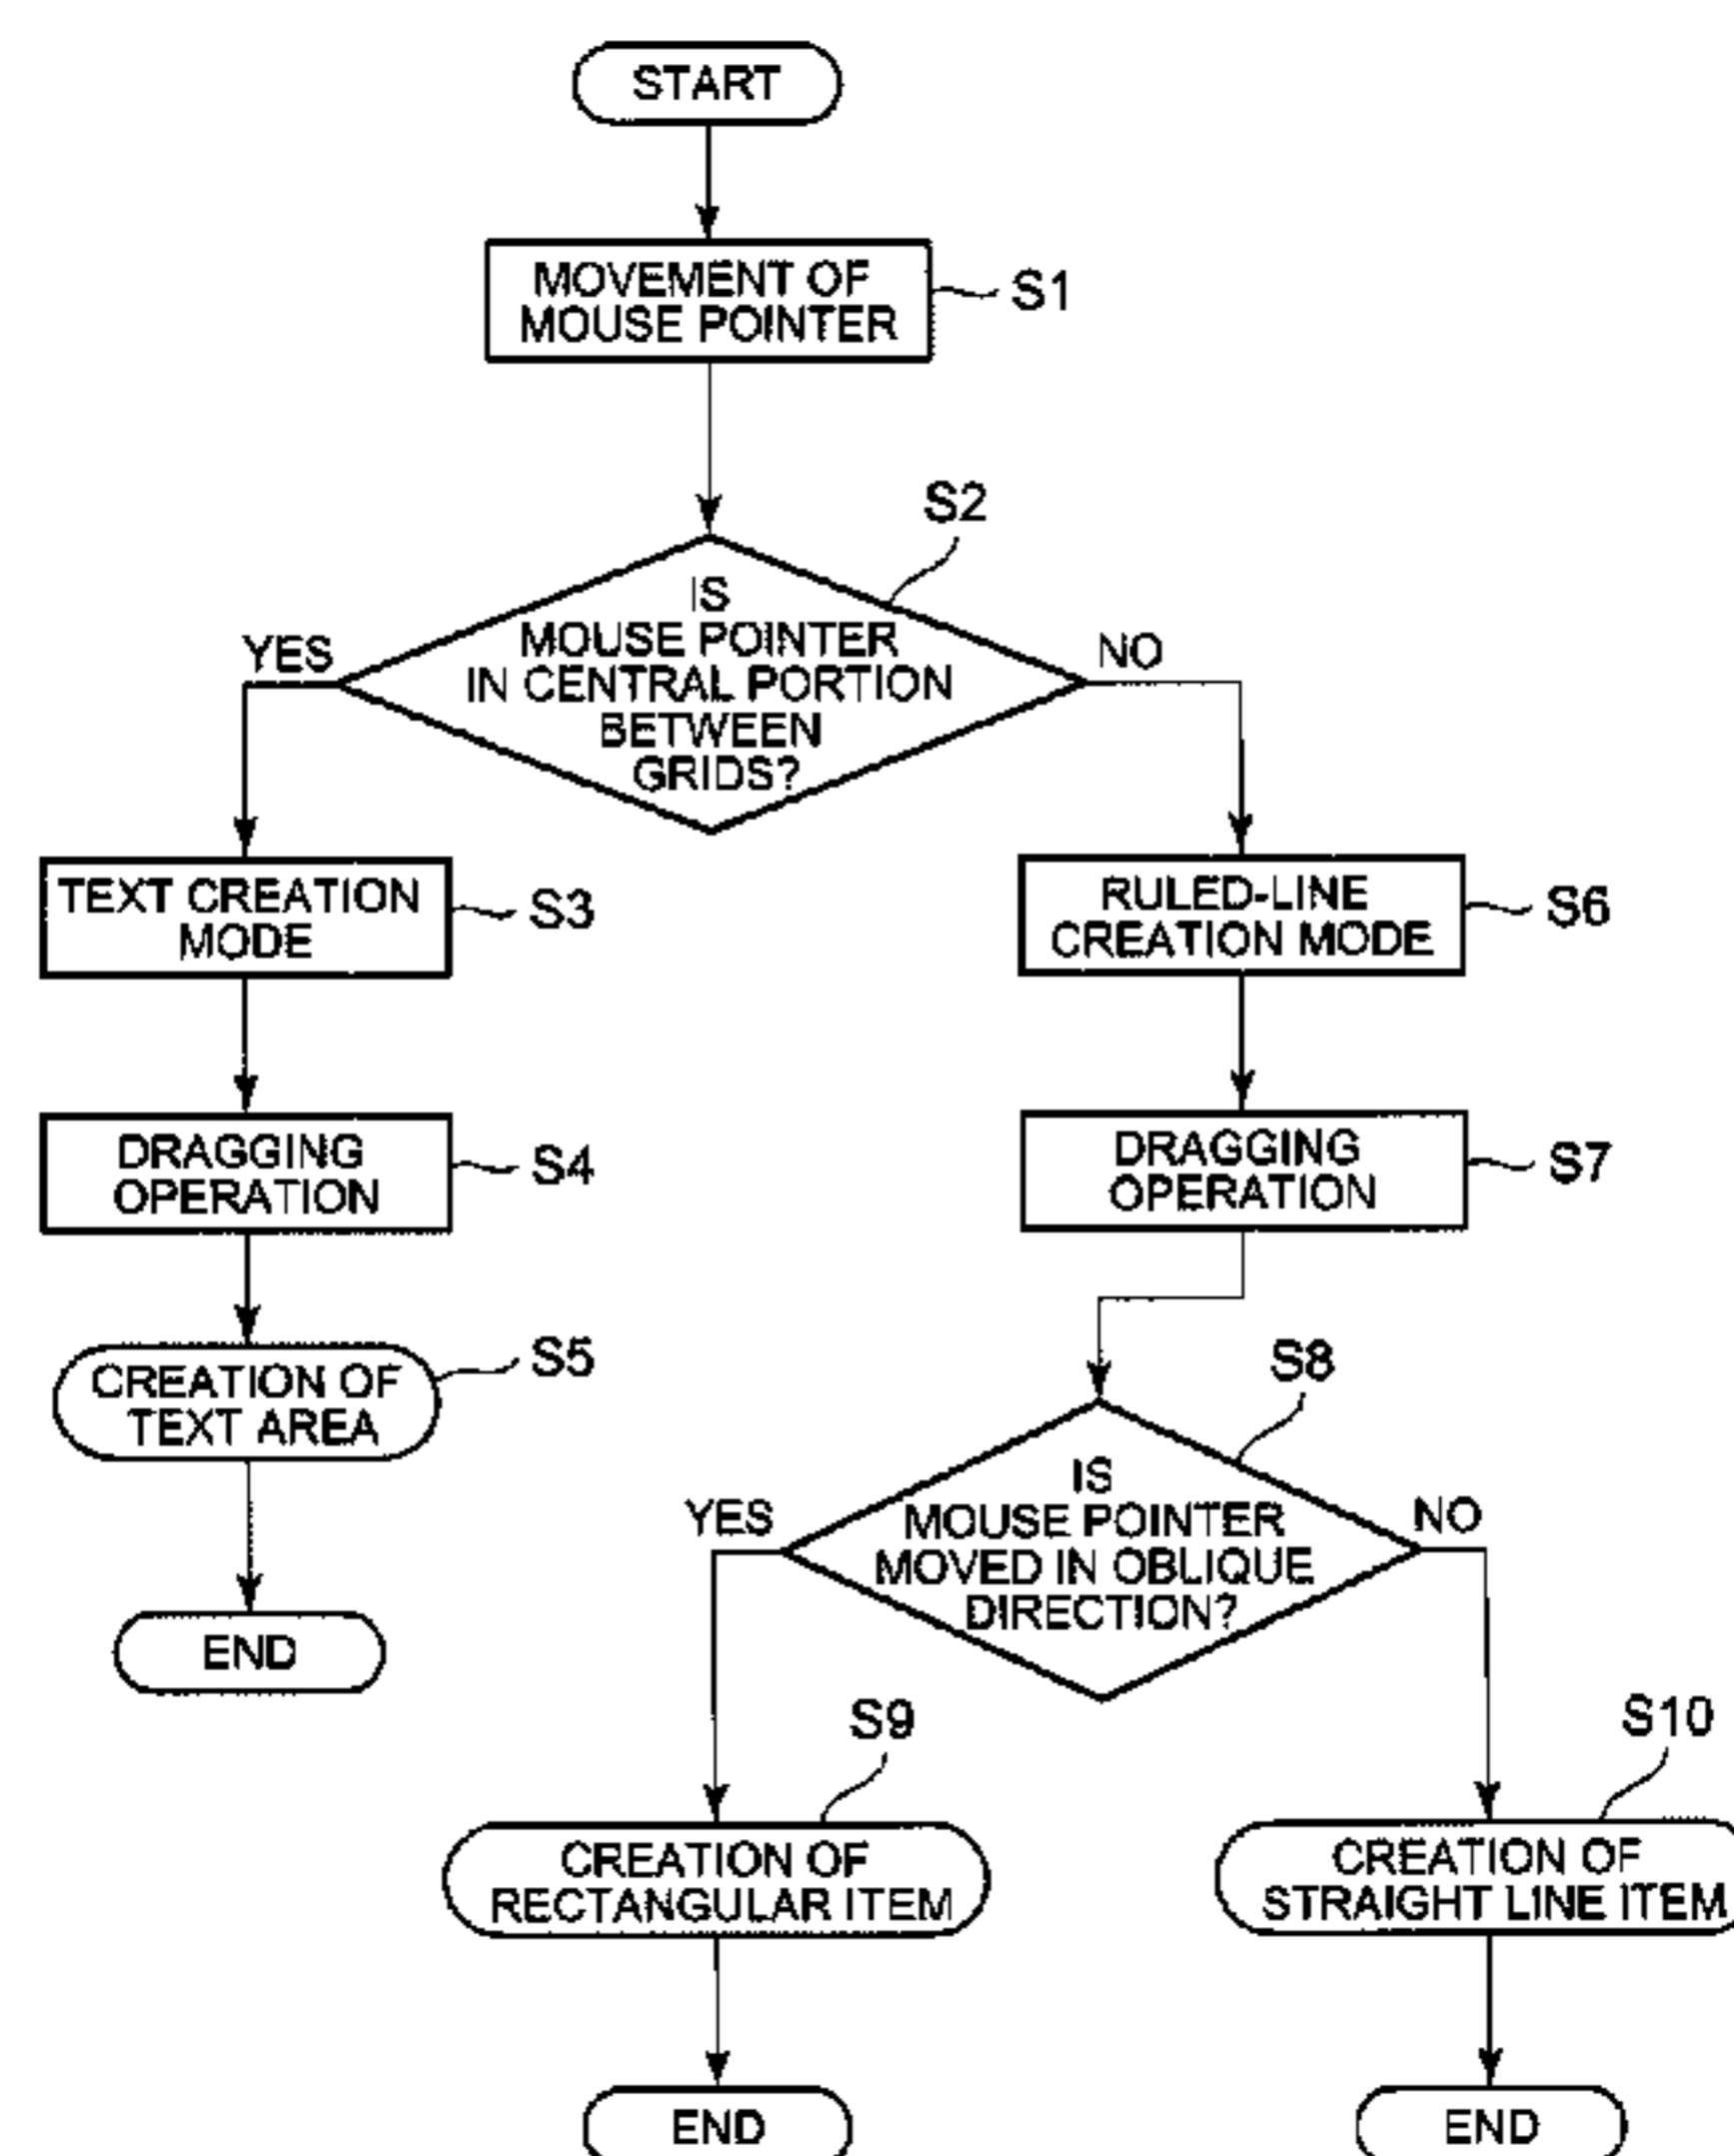 START
MOVEMENT OF
MOUSE POINTER
S1
S2
IS
MOUSE POINTER
IN CENTRAL PORTION
BETWEEN
GRIDS?
YES
NO
TEXT CREATION
MODE
S3
RULED-LINE
CREATION MODE
S6
DRAGGING
OPERATION
S4
DRAGGING
OPERATION
S7
CREATION OF
TEXT AREA
S5
S8
IS
MOUSE POINTER
MOVED IN OBLIQUE
DIRECTION?
YES
NO
END
S9
S10
CREATION OF
RECTANGULAR ITEM
CREATION OF
STRAIGHT LINE ITEM
END
END